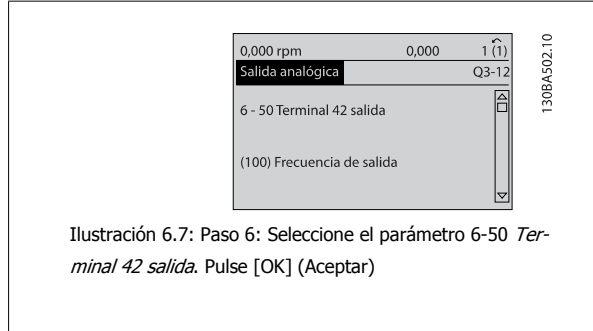 0,000 rpm 0,000 1 (1)
Salida analógica Q3-12
6 - 50 Terminal 42 salida
(100) Frecuencia de salida
130BA502.10
Ilustración 6.7: Paso 6: Seleccione el parámetro 6-50 Ter-
minal 42 salida. Pulse [OK] (Aceptar)